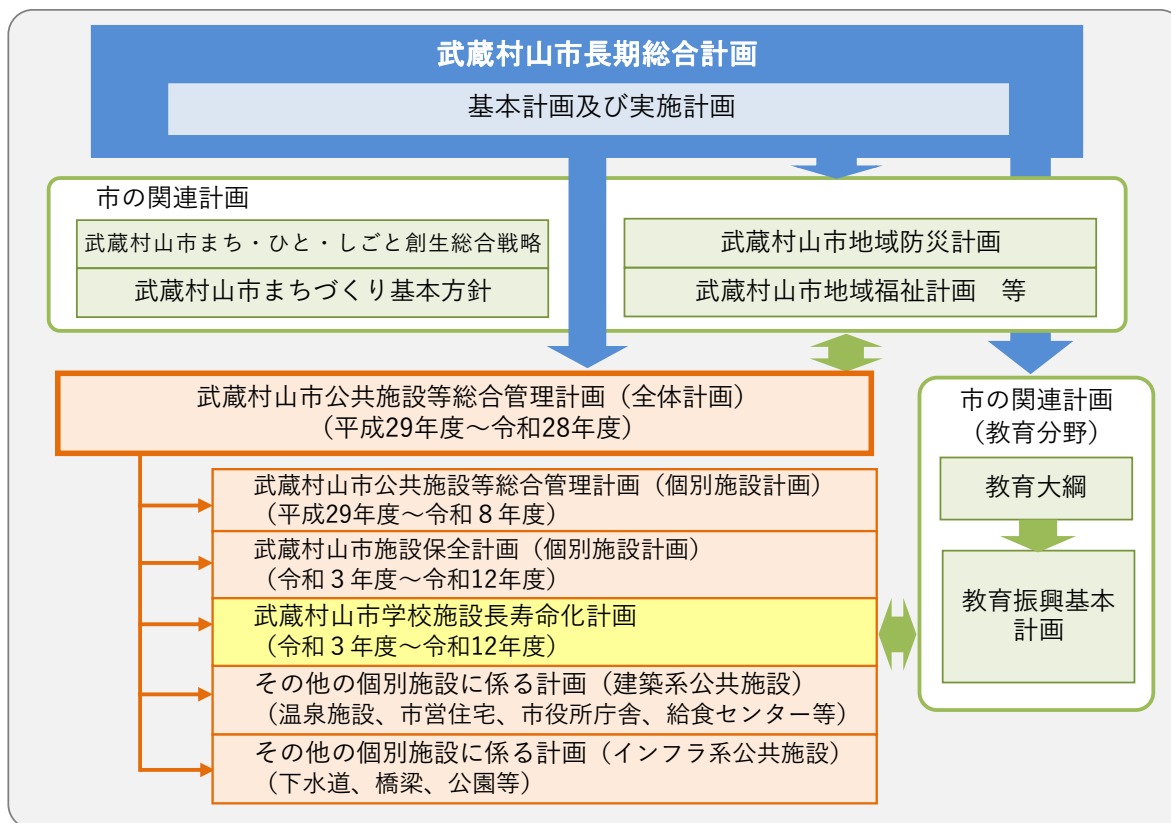 武蔵村山市長期総合計画
基本計画及び実施計画
市の関連計画
武蔵村山市まち・ひと・しごと創生総合戦略
武蔵村山市まちづくり基本方針
武蔵村山市地域防災計画
武蔵村山市地域福祉計画　等
武蔵村山市公共施設等総合管理計画（全体計画）
（平成29年度～令和28年度）
武蔵村山市公共施設等総合管理計画（個別施設計画）
（平成29年度～令和８年度）
武蔵村山市施設保全計画（個別施設計画）
（令和３年度～令和12年度）
武蔵村山市学校施設長寿命化計画
（令和３年度～令和12年度）
その他の個別施設に係る計画（建築系公共施設）
（温泉施設、市営住宅、市役所庁舎、給食センター等）
その他の個別施設に係る計画（インフラ系公共施設）
（下水道、橋梁、公園等）
市の関連計画
（教育分野）
教育大綱
教育振興基本
計画